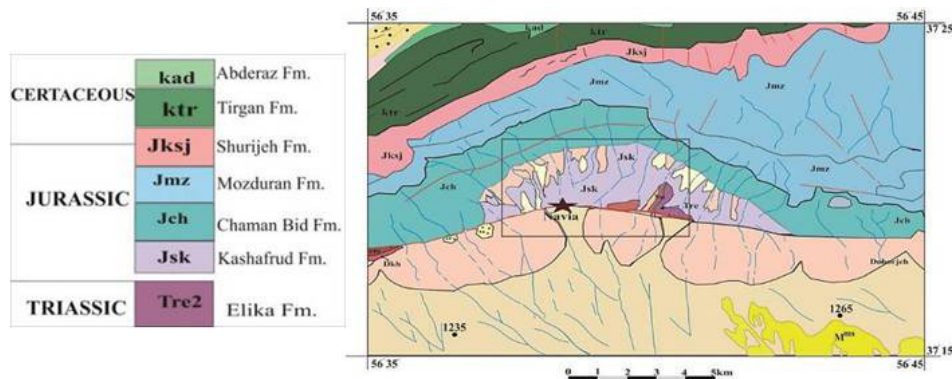 CERTACEOUS
JURASSIC
TRIASSIC
kad Abderaz Fm.
ktr Tirgan Fm.
Jksj Shurijeh Fm.
Jmz Mozduran Fm.
Jch Chaman Bid Fm.
Jsk Kashafrud Fm.
Tre2 Elika Fm.
56 35
56 45
37 25
kad
ktr
Jksj
Jmz
Jmz
ktr
Jksj
Jsk
Jmz
Jch
Jsk
Tre
Navia
Jch
Dkh
1235
1265
Mms
37 15
56 35
56 45
0 1 2 3 4 5km